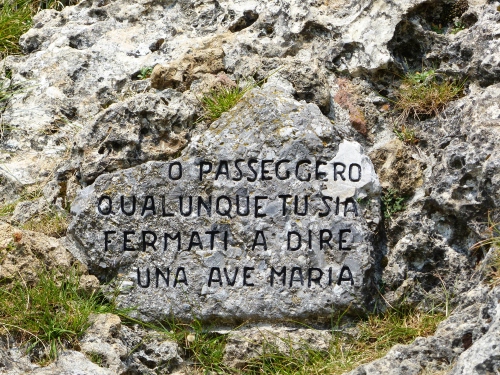 O PASSEGGERO
QUALUNQUE TU SIA
FERMATI A DIRE
UNA AVE MARIA